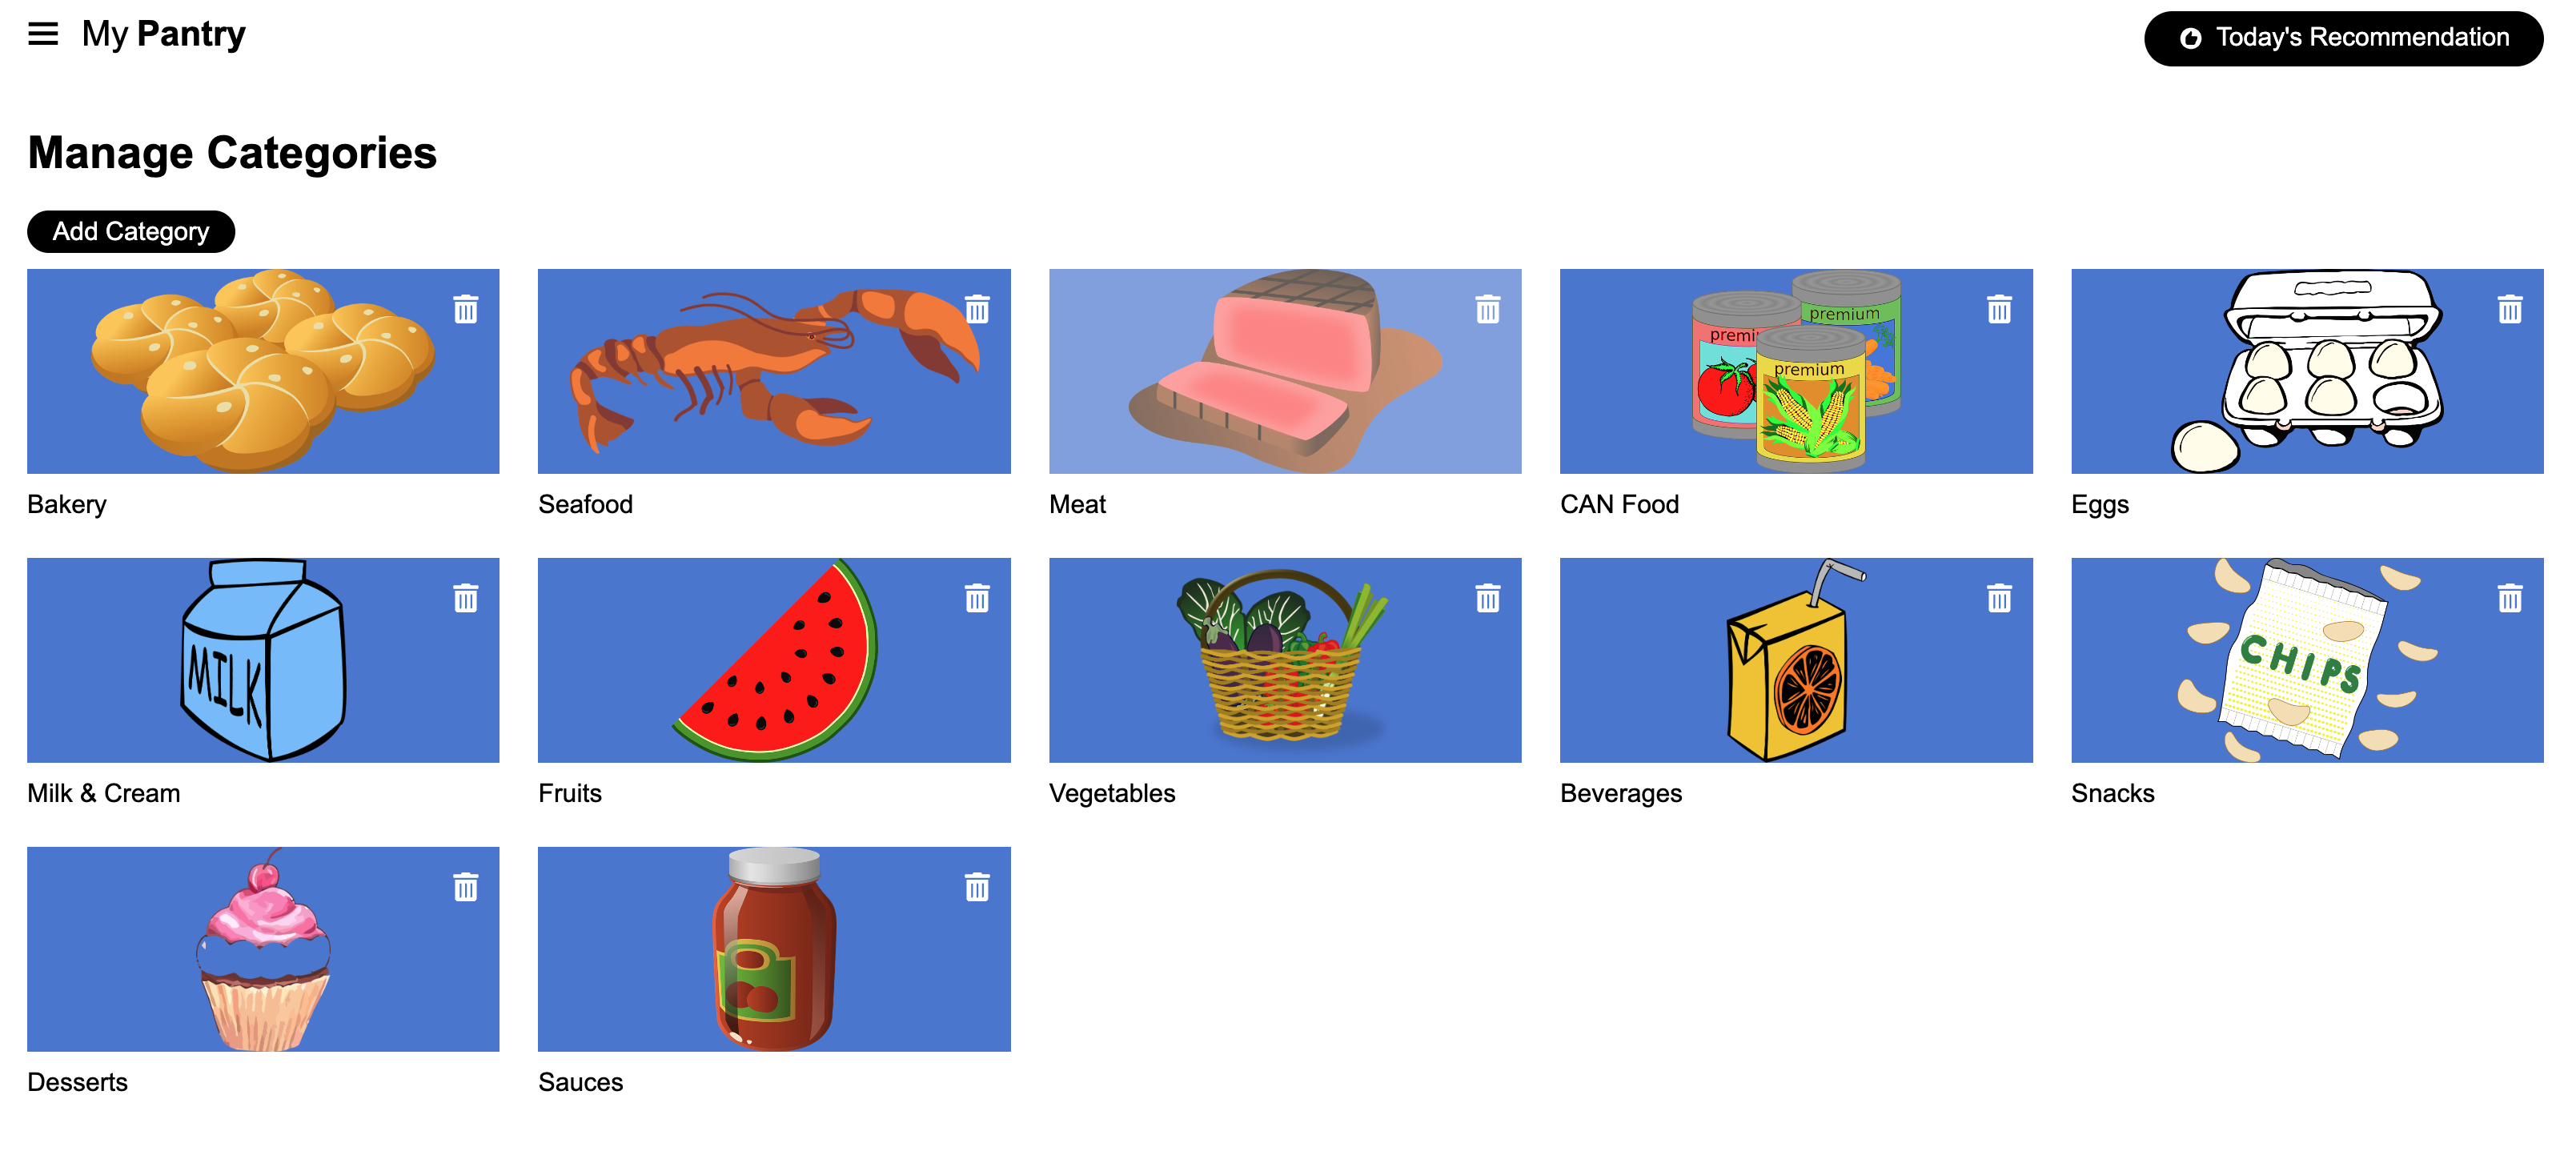 My Pantry
Today's Recommendation
Manage Categories
Add Category
premium
premi
premium
Bakery
Seafood
Meat
CAN Food
Eggs
MILK
CHIPS
Milk & Cream
Fruits
Vegetables
Beverages
Snacks
Desserts
Sauces